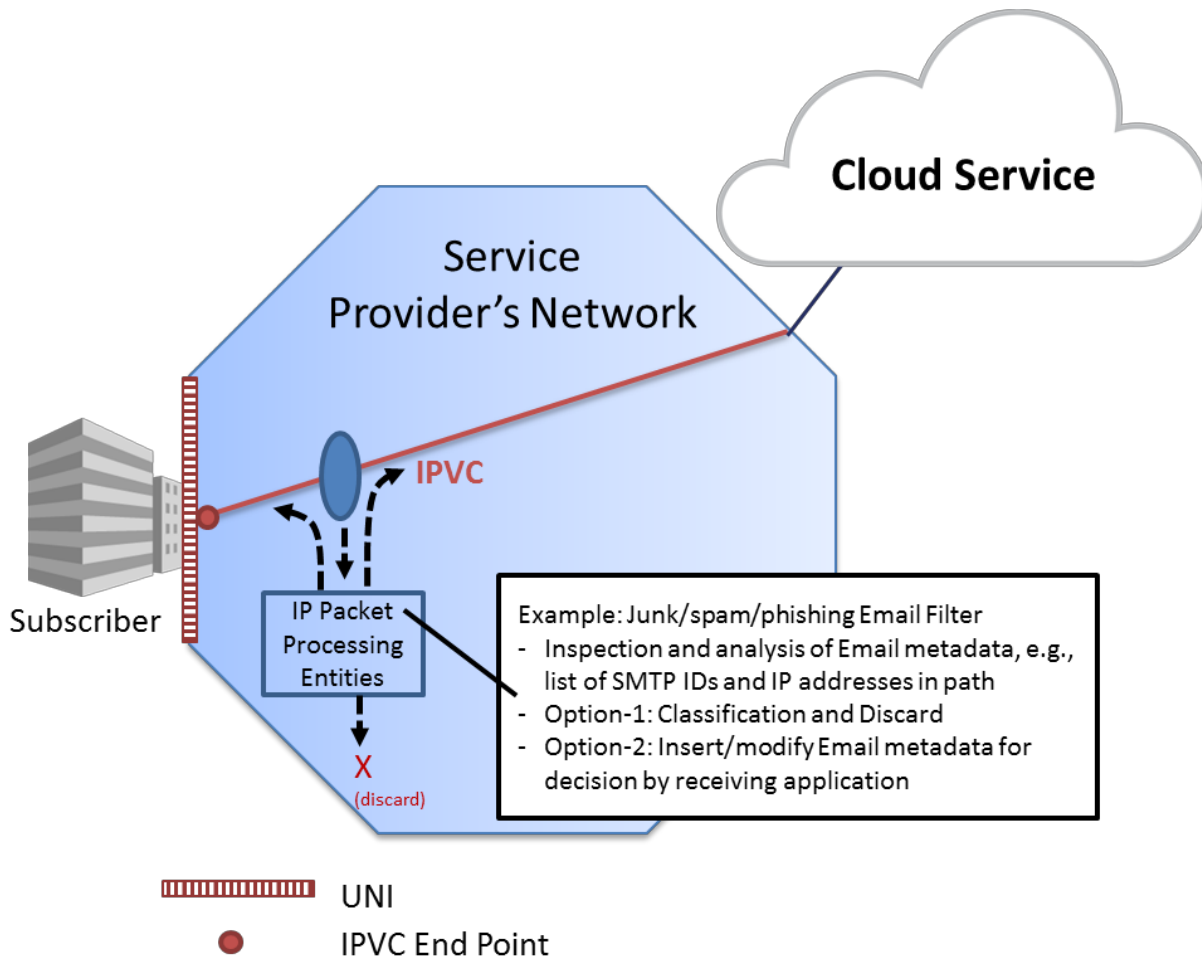 Cloud Service
Service
Provider's Network
IPVC
Subscriber
IP Packet
Processing
Entities
X
(discard)
Example: Junk/spam/phishing Email Filter
- Inspection and analysis of Email metadata, e.g.,
list of SMTP IDs and IP addresses in path
- Option-1: Classification and Discard
- Option-2: Insert/modify Email metadata for
decision by receiving application
UNI
IPVC End Point